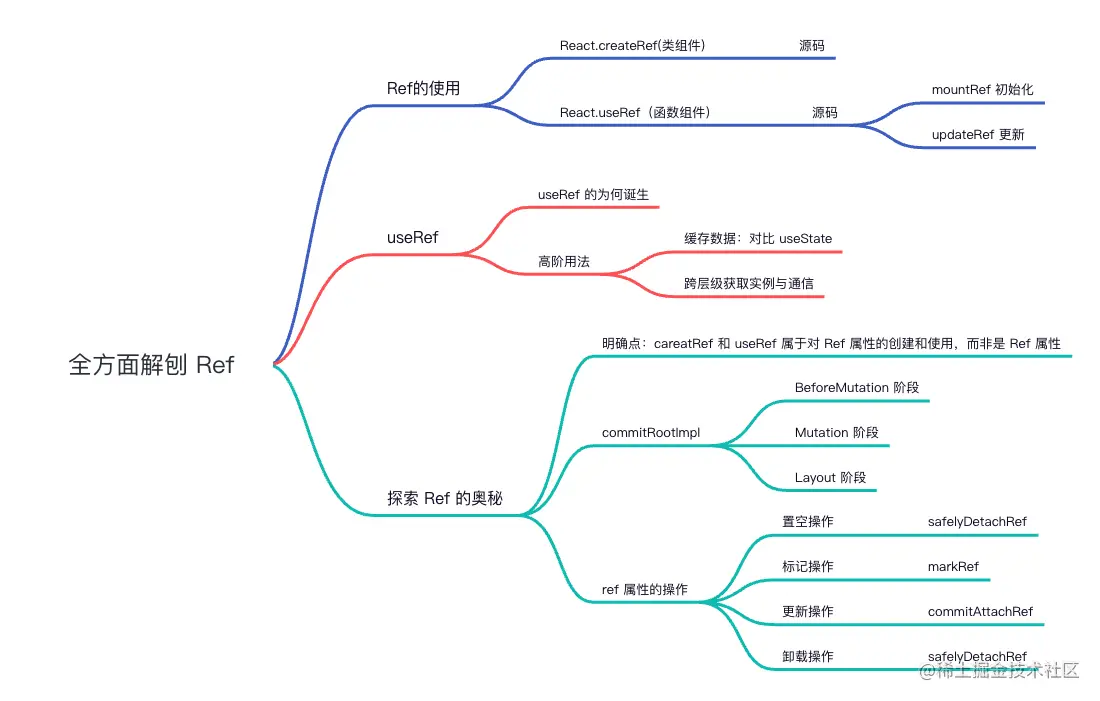 全方面解刨 Ref
Ref的使用
React.createRef(类组件) 源码
React.useRef（函数组件） 源码
mountRef 初始化
updateRef 更新
useRef
useRef 的为何诞生
高阶用法
缓存数据：对比 useState
跨层级获取实例与通信
探索 Ref 的奥秘
明确点：careatRef 和 useRef 属于对 Ref 属性的创建和使用，而非是 Ref 属性
commitRootImpl
BeforeMutation 阶段
Mutation 阶段
Layout 阶段
ref 属性的操作
置空操作 safelyDetachRef
标记操作 markRef
更新操作 commitAttachRef
卸载操作 safelyDetachRef
@稀土掘金技术社区